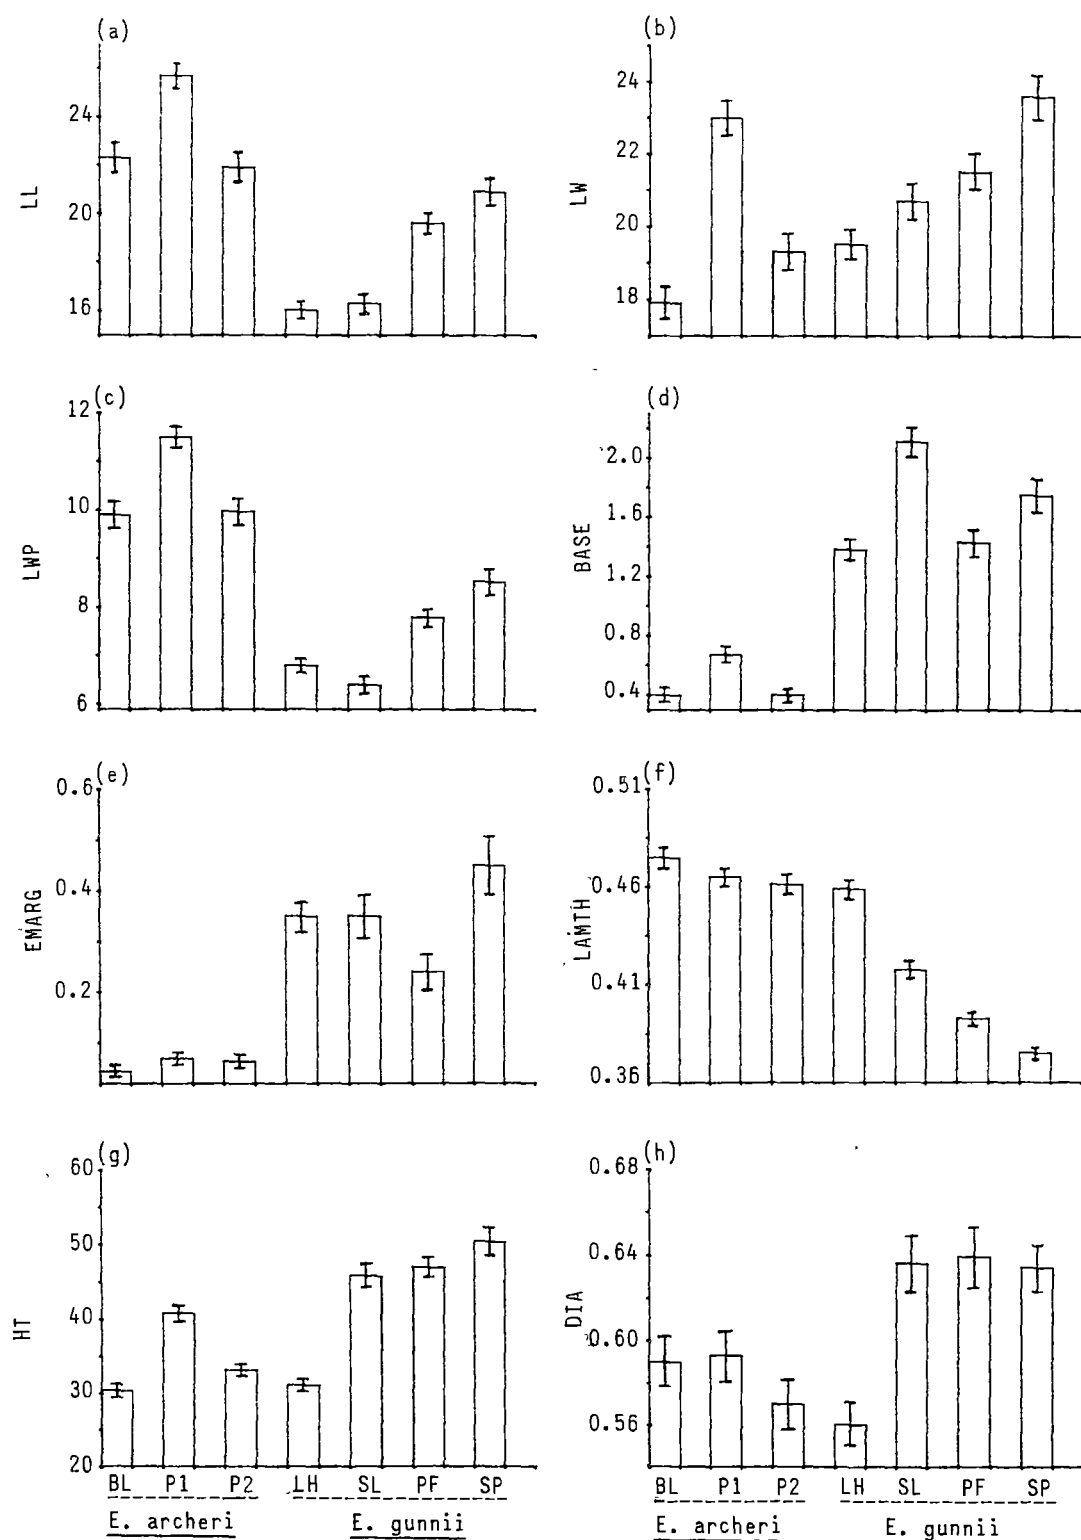 (a)
LL
24
20
16
(b)
LW
24
22
20
18
(c)
LWP
12
10
8
6
(d)
BASE
2.0
1.6
1.2
0.8
0.4
(e)
EMARG
0.6
0.4
0.2
(f)
LAMTH
0.51
0.46
0.41
0.36
(g)
HT
60
50
40
30
20
BL P1 P2 LH SL PF SP
E. archeri E. gunnii
(h)
DIA
0.68
0.64
0.60
0.56
BL P1 P2 LH SL PF SP
E. archeri E. gunnii